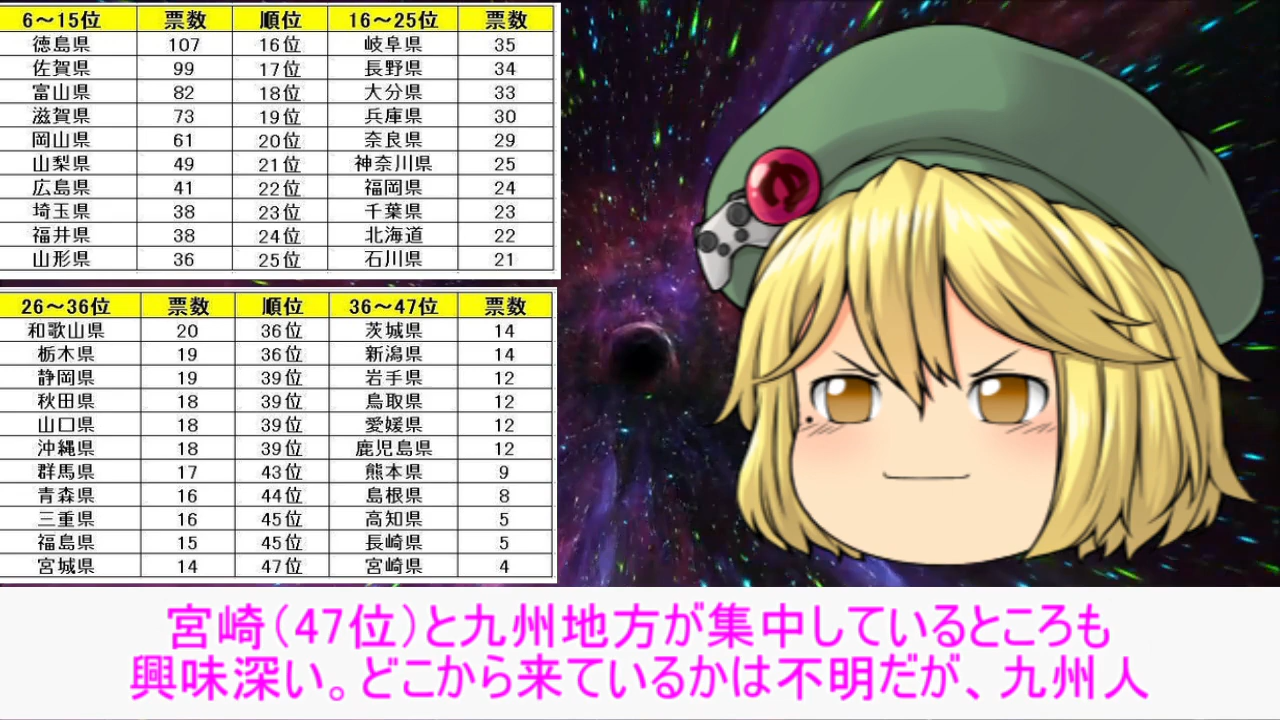 6～15位 票数 順位 16～25位 票数
徳島県 107 16位 岐阜県 35
佐賀県 99 17位 長野県 34
富山県 82 18位 大分県 33
滋賀県 73 19位 兵庫県 30
岡山県 61 20位 奈良県 29
山梨県 49 21位 神奈川県 25
広島県 41 22位 福岡県 24
埼玉県 38 23位 千葉県 23
福井県 38 24位 北海道 22
山形県 36 25位 石川県 21
26～36位 票数 順位 36～47位 票数
和歌山県 20 36位 茨城県 14
栃木県 19 36位 新潟県 14
静岡県 19 39位 岩手県 12
秋田県 18 39位 鳥取県 12
山口県 18 39位 愛媛県 12
沖縄県 18 39位 鹿児島県 12
群馬県 17 43位 熊本県 9
青森県 16 44位 島根県 8
三重県 16 45位 高知県 5
福島県 15 45位 長崎県 5
宮城県 14 47位 宮崎県 4
宮崎（47位）と九州地方が集中しているところも
興味深い。どこから来ているかは不明だが、九州人